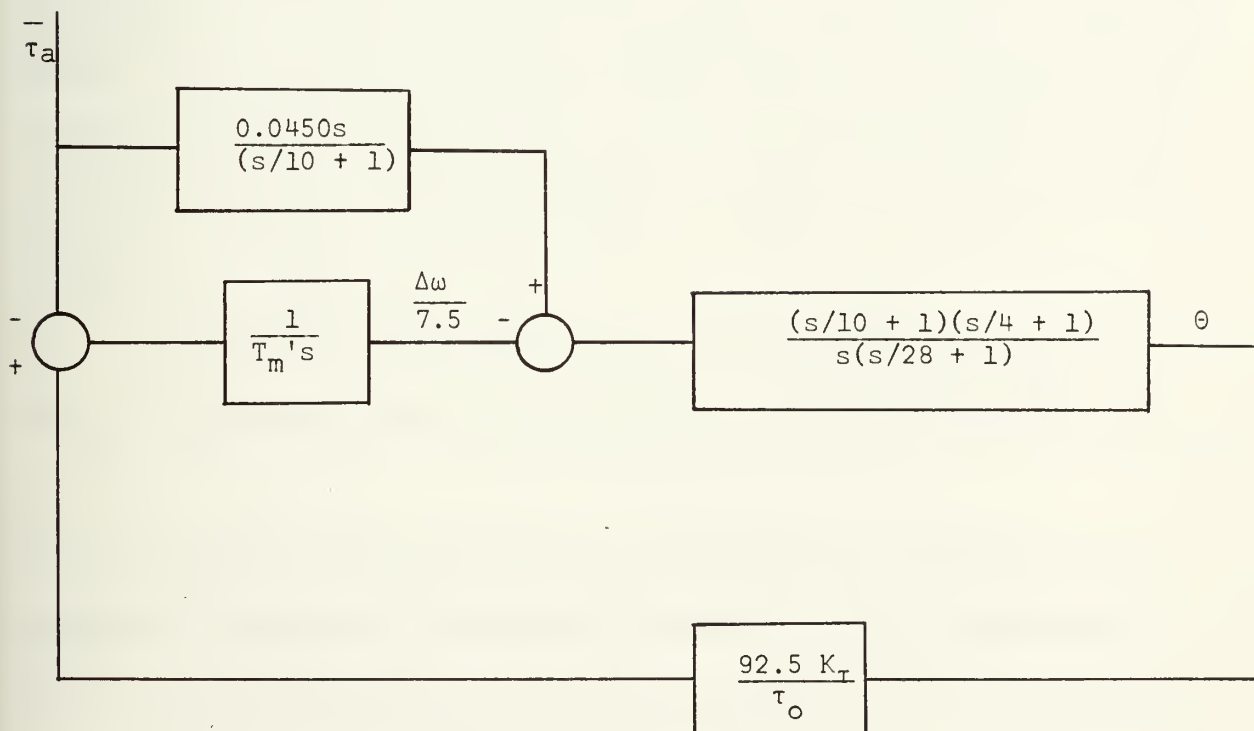 τ̅a
0.0450s
(s/10 + 1)
Δω
7.5
+
-
-
+
1
Tm's
(s/10 + 1)(s/4 + 1)
s(s/28 + 1)
Θ
92.5 KT
τo